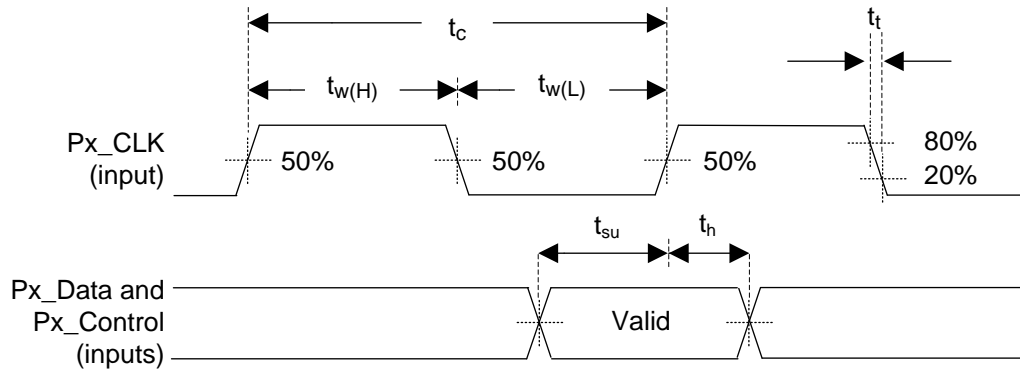 tc
tt
tw(H)
tw(L)
Px_CLK
(input)
50%
50%
50%
80%
20%
tsu
th
Px_Data and
Px_Control
(inputs)
Valid